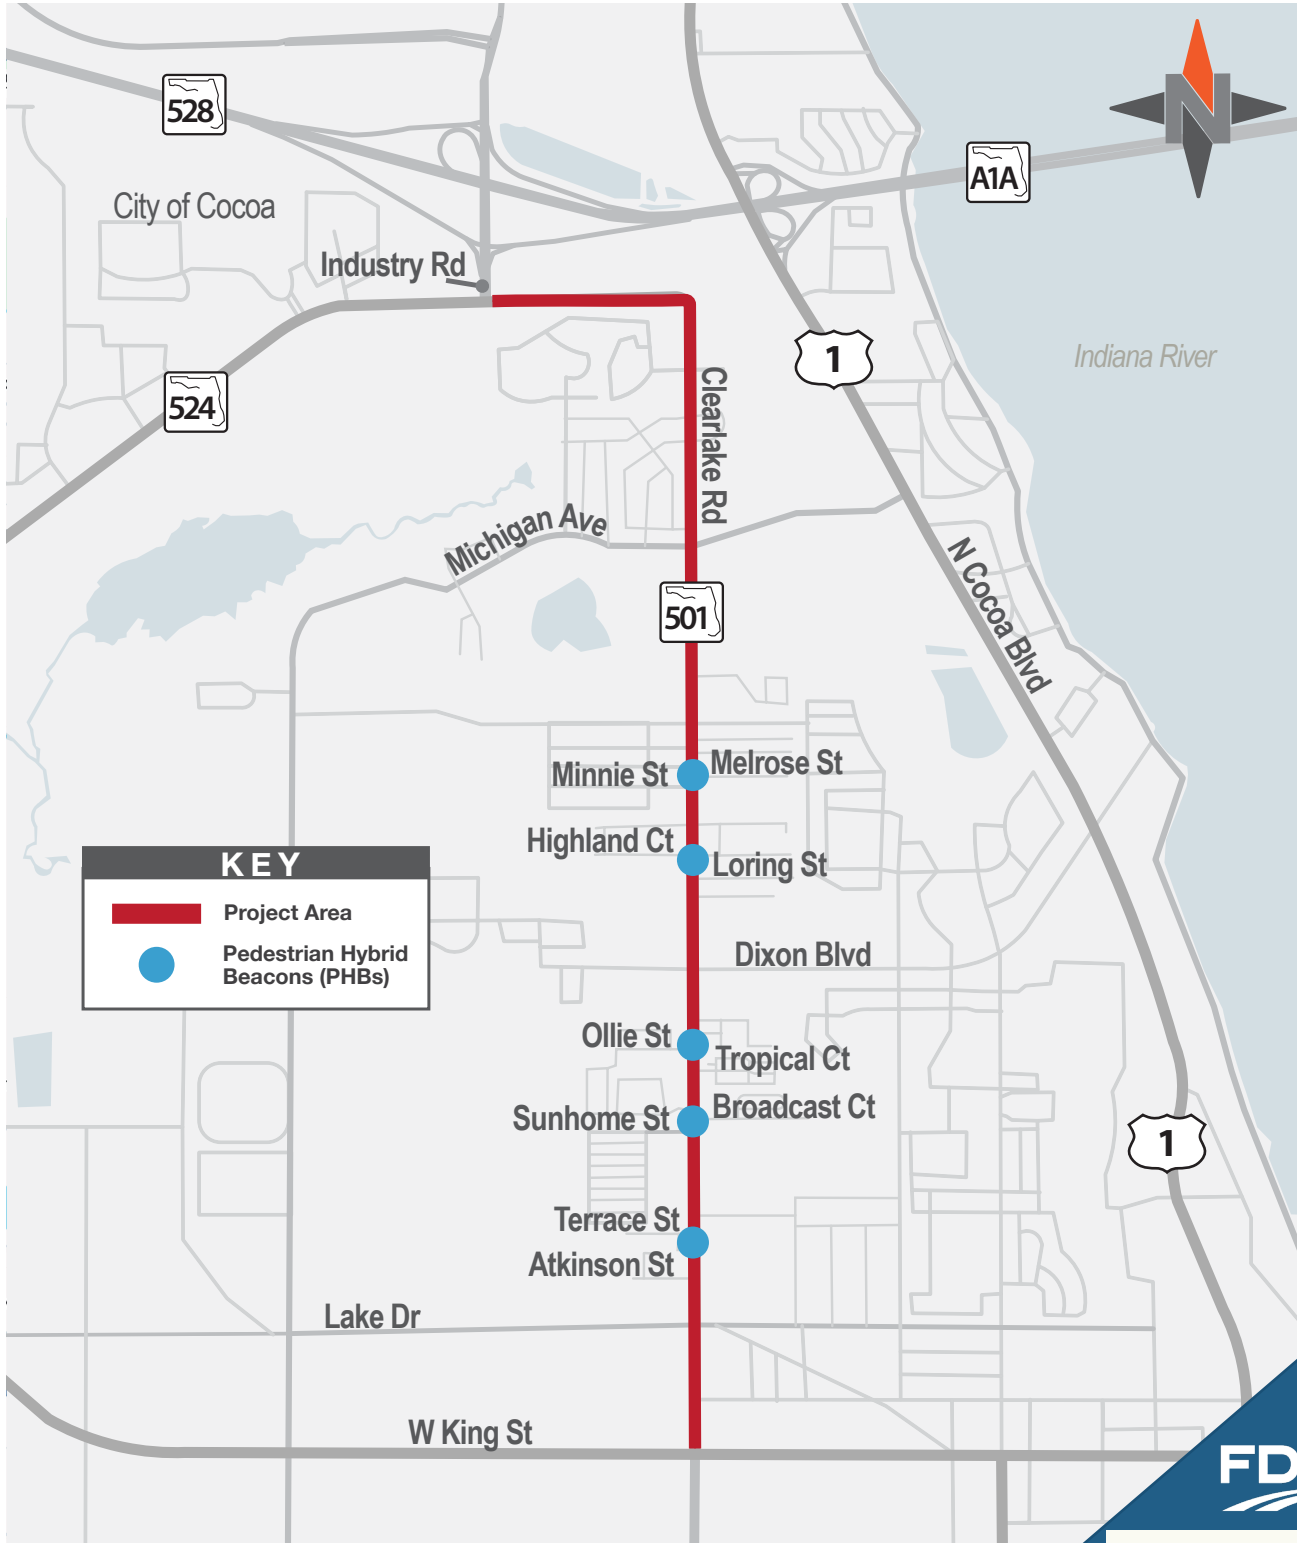 528
N
A1A
City of Cocoa
Industry Rd
1
Indiana River
Clearlake Rd
524
Michigan Ave
N Cocoa Blvd
501
Minnie St
Melrose St
Highland Ct
Loring St
KEY
Project Area
Pedestrian Hybrid
Beacons (PHBs)
Dixon Blvd
Ollie St
Tropical Ct
Broadcast Ct
Sunhome St
1
Terrace St
Atkinson St
Lake Dr
W King St
FD